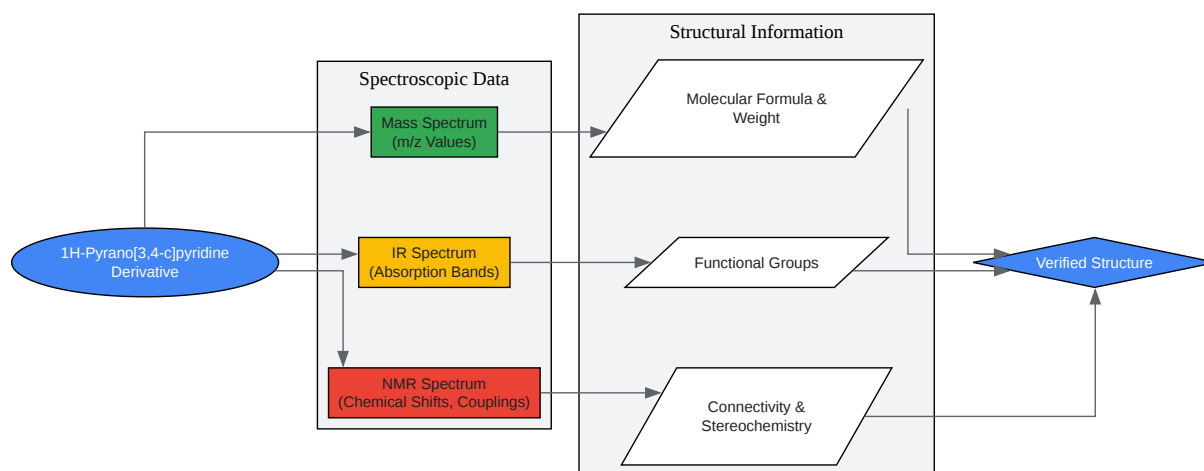 Structural Information
Spectroscopic Data
Molecular Formula &
Weight
Mass Spectrum
(m/z Values)
1H-Pyrano[3,4-c]pyridine
Derivative
IR Spectrum
(Absorption Bands)
Functional Groups
Verified Structure
NMR Spectrum
(Chemical Shifts, Couplings)
Connectivity &
Stereochemistry